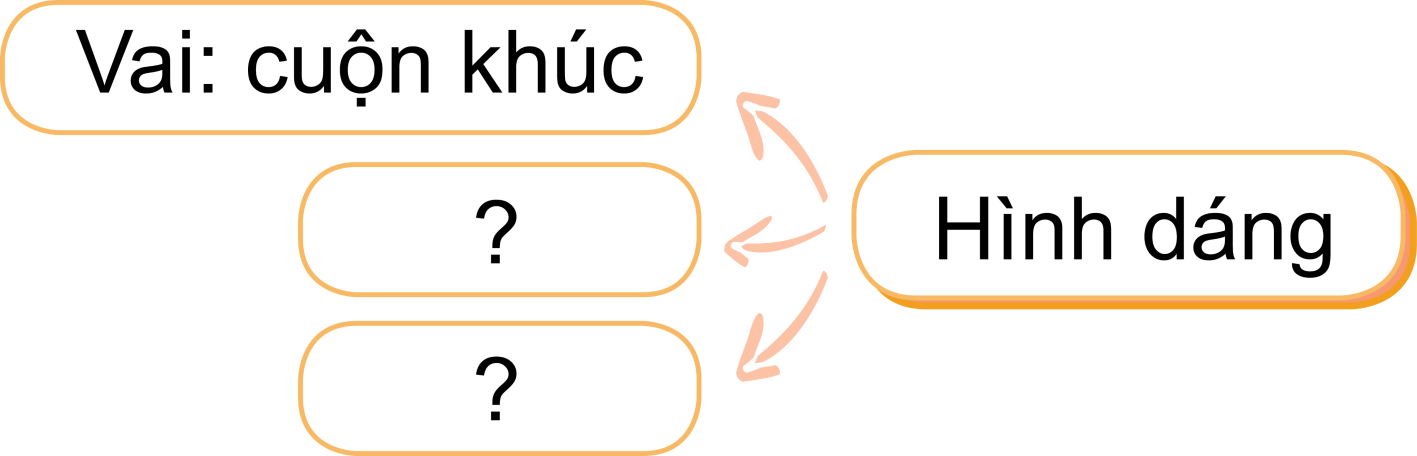 Vai: cuộn khúc
?
?
Hình dáng